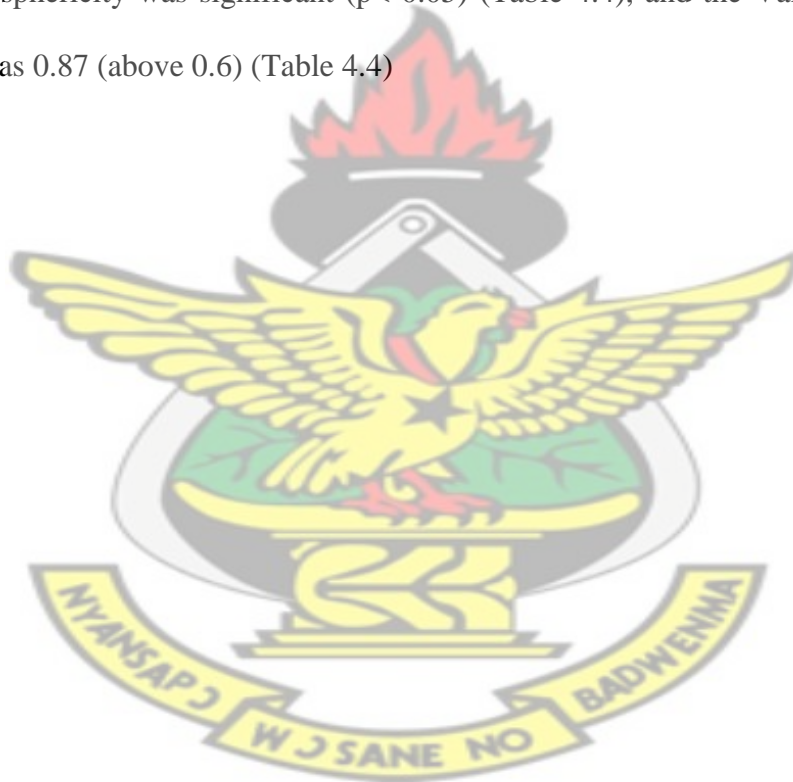 sphericity was significant (p < 0.05) (Table 4.4), and the
as 0.87 (above 0.6) (Table 4.4)
NYANSAPƆ
WƆSANE NO
BADWENMA